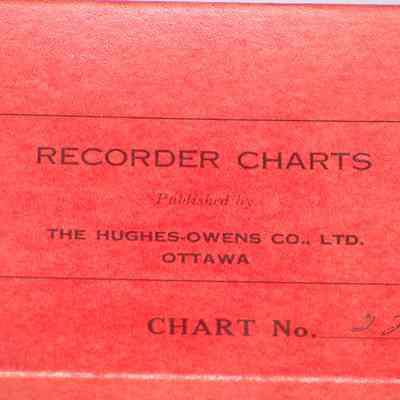 RECORDER CHARTS
Published by
THE HUGHES-OWENS CO., LTD.
OTTAWA
CHART No.